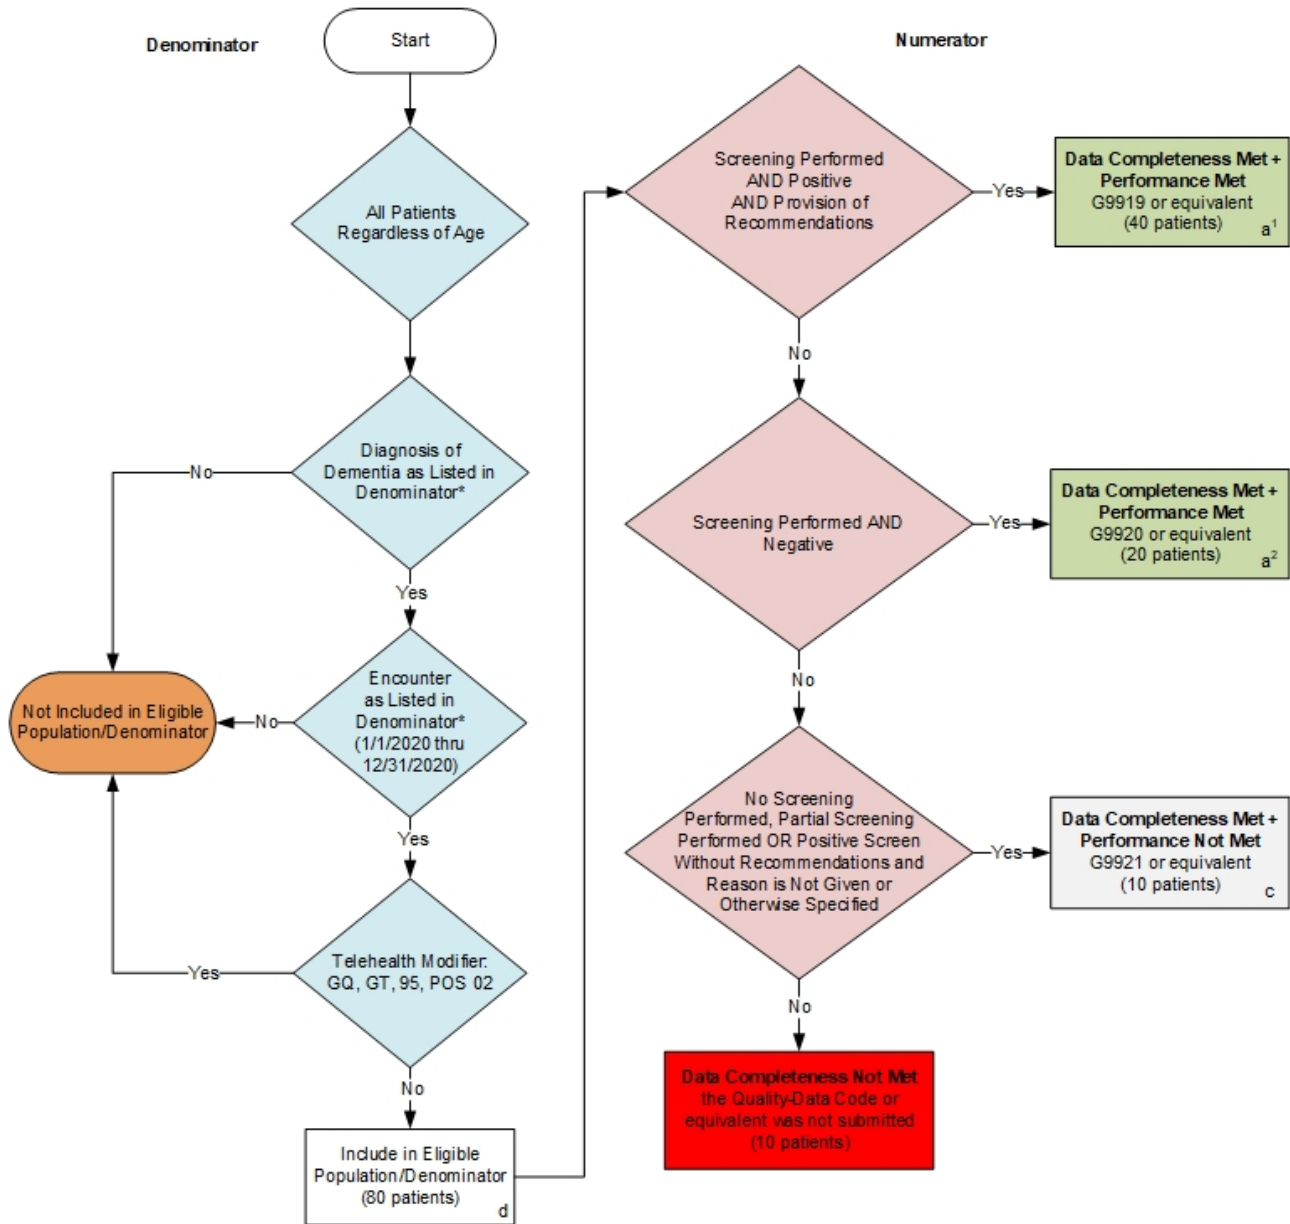 Denominator
Start
All Patients
Regardless of Age
Diagnosis of
Dementia as Listed in
Denominator*
No
Yes
Encounter
as Listed in
Denominator*
(1/1/2020 thru
12/31/2020)
No
Not Included in Eligible
Population/Denominator
Yes
Telehealth Modifier:
GQ, GT, 95, POS 02
Yes
No
Include in Eligible
Population/Denominator
(80 patients)
d
Numerator
Screening Performed
AND Positive
AND Provision of
Recommendations
Yes
Data Completeness Met +
Performance Met
G9919 or equivalent
(40 patients)
a¹
No
Screening Performed AND
Negative
Yes
Data Completeness Met +
Performance Met
G9920 or equivalent
(20 patients)
a²
No
No Screening
Performed, Partial Screening
Performed OR Positive Screen
Without Recommendations and
Reason is Not Given or
Otherwise Specified
Yes
Data Completeness Met +
Performance Not Met
G9921 or equivalent
(10 patients)
c
No
Data Completeness Not Met
the Quality-Data Code or
equivalent was not submitted
(10 patients)